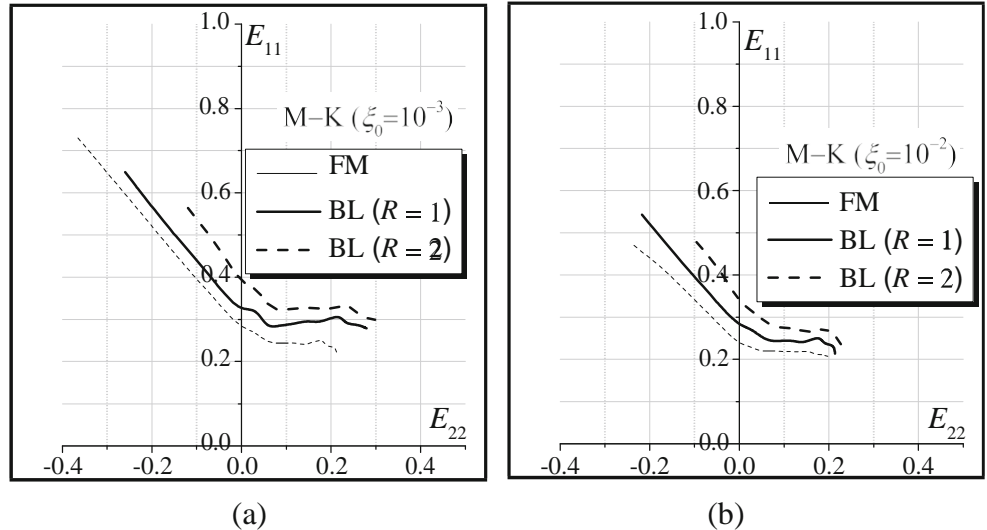 1.0
E11
0.8
M–K (ξ0=10−3)
FM
BL (R = 1)
BL (R = 2)
0.6
0.4
0.2
0.0
E22
-0.4 -0.2 0.0 0.2 0.4
(a)
1.0
E11
0.8
M–K (ξ0=10−2)
FM
BL (R = 1)
BL (R = 2)
0.6
0.4
0.2
0.0
E22
-0.4 -0.2 0.0 0.2 0.4
(b)